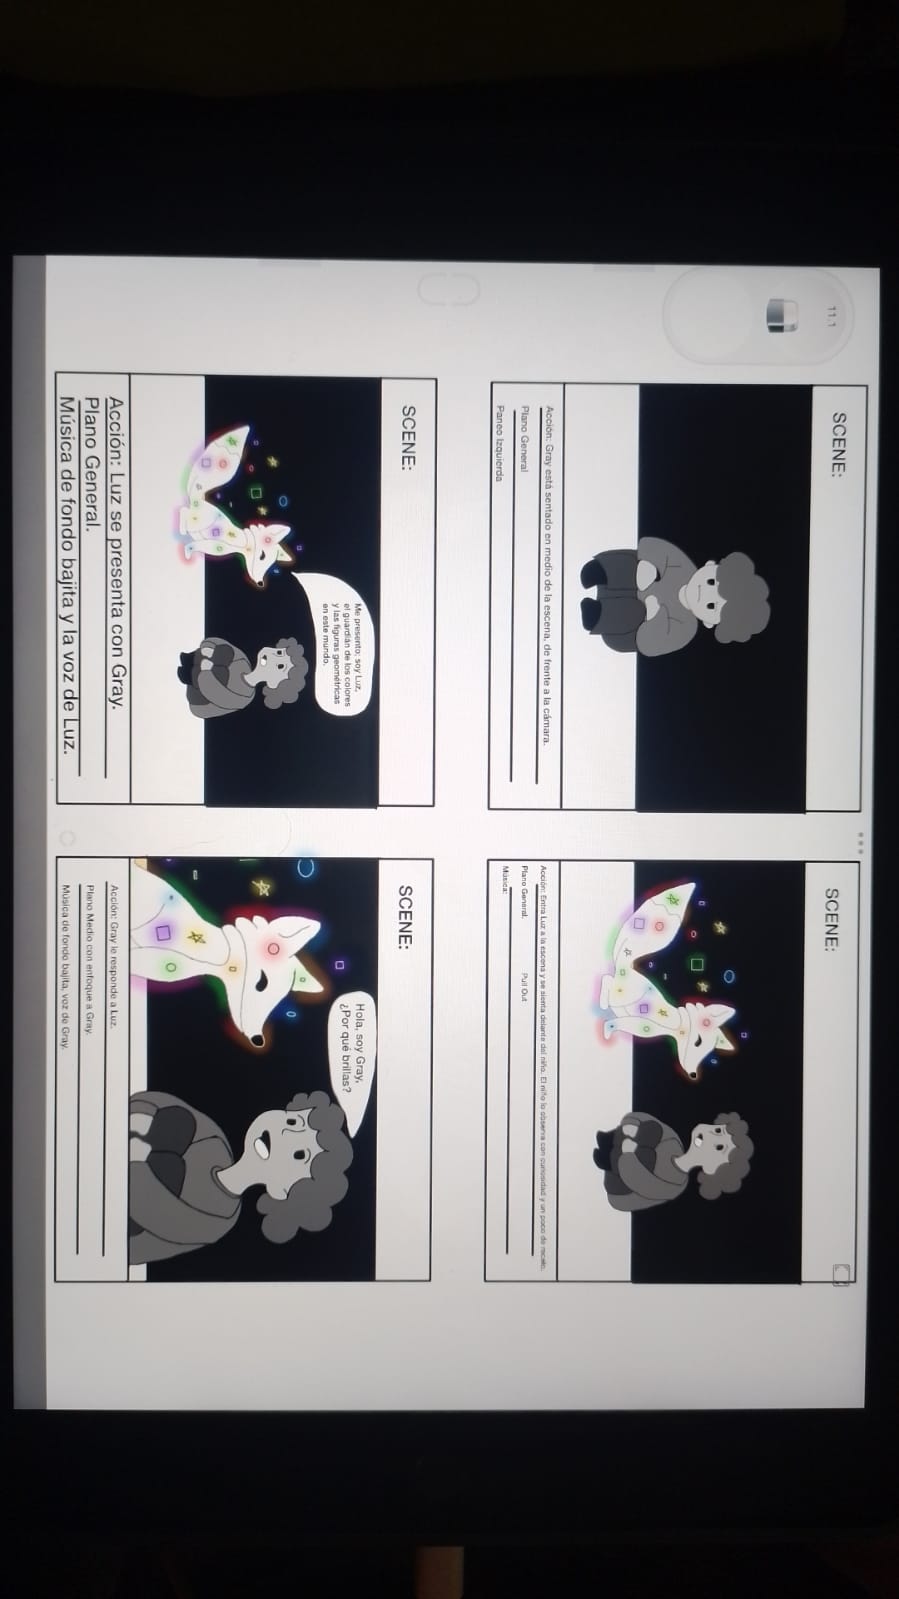 11.1
SCENE:
Acción: Gray está sentado en medio de la escena, de frente a la cámara.
Plano General
Paneo Izquierda
SCENE:
Acción: Entra Luz a la escena y se sienta delante del niño. El niño lo observa con curiosidad y un poco de recelo.
Plano General. Pull Out
Música:
SCENE:
Me presento; soy Luz,
el guardián de los colores
y las figuras geométricas
en este mundo.
Acción: Luz se presenta con Gray.
Plano General.
Música de fondo bajita y la voz de Luz.
SCENE:
Hola, soy Gray,
¿Por qué brillas?
Acción: Gray le responde a Luz.
Plano Medio con enfoque a Gray.
Música de fondo bajita, voz de Gray.